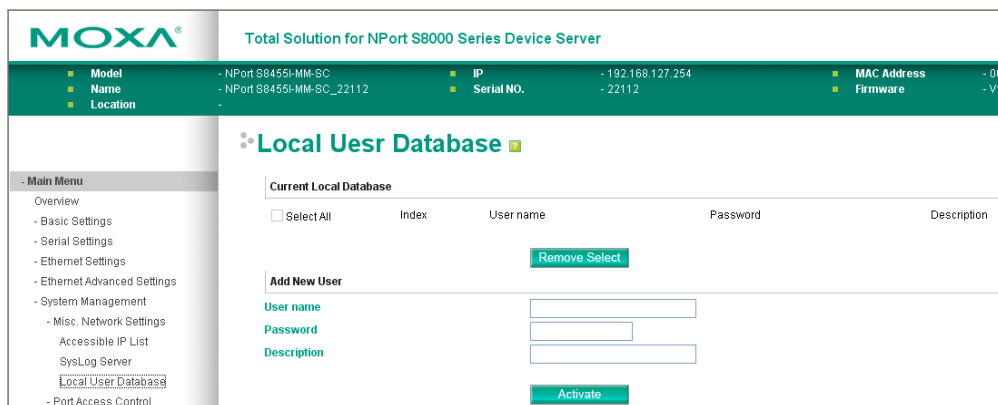 MOXA®
Total Solution for NPort S8000 Series Device Server
Model - NPort S8455I-MM-SC IP - 192.168.127.254 MAC Address - 0
Name - NPort S8455I-MM-SC_22112 Serial NO. - 22112 Firmware - V
Location -
Local Uesr Database
- Main Menu
Overview
- Basic Settings
- Serial Settings
- Ethernet Settings
- Ethernet Advanced Settings
- System Management
- Misc. Network Settings
Accessible IP List
SysLog Server
Local User Database
- Port Access Control
Current Local Database
Select All Index User name Password Description
Remove Select
Add New User
User name
Password
Description
Activate